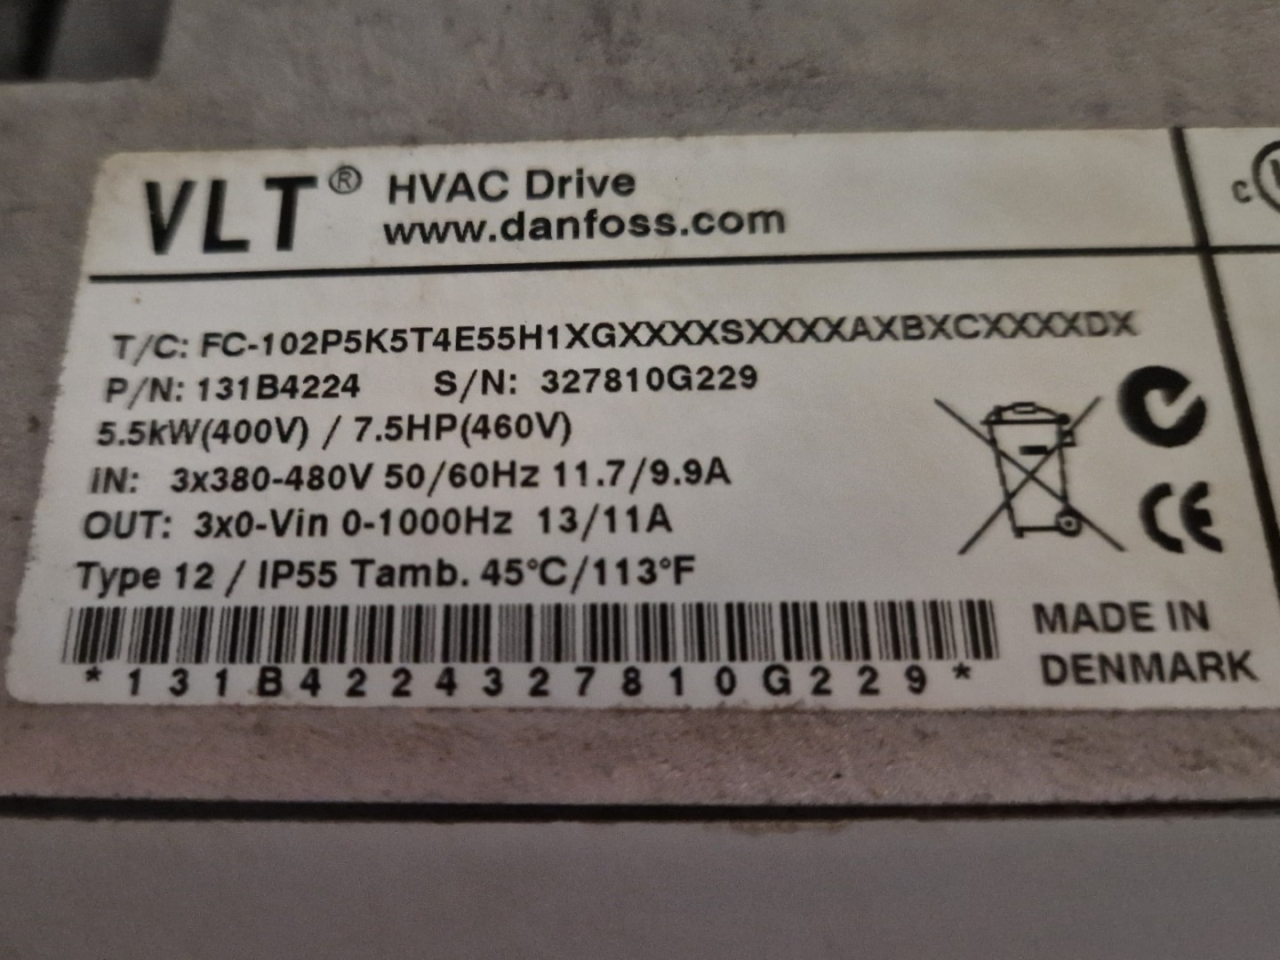 VLT® HVAC Drive
www.danfoss.com
T/C: FC-102P5K5T4E55H1XGXXXXSXXXXAXBXCXXXXDX
P/N: 131B4224 S/N: 327810G229
5.5kW(400V) / 7.5HP(460V)
IN: 3x380-480V 50/60Hz 11.7/9.9A
OUT: 3x0-Vin 0-1000Hz 13/11A
Type 12 / IP55 Tamb. 45°C/113°F
*131B4224327810G229*
MADE IN
DENMARK
CE
C